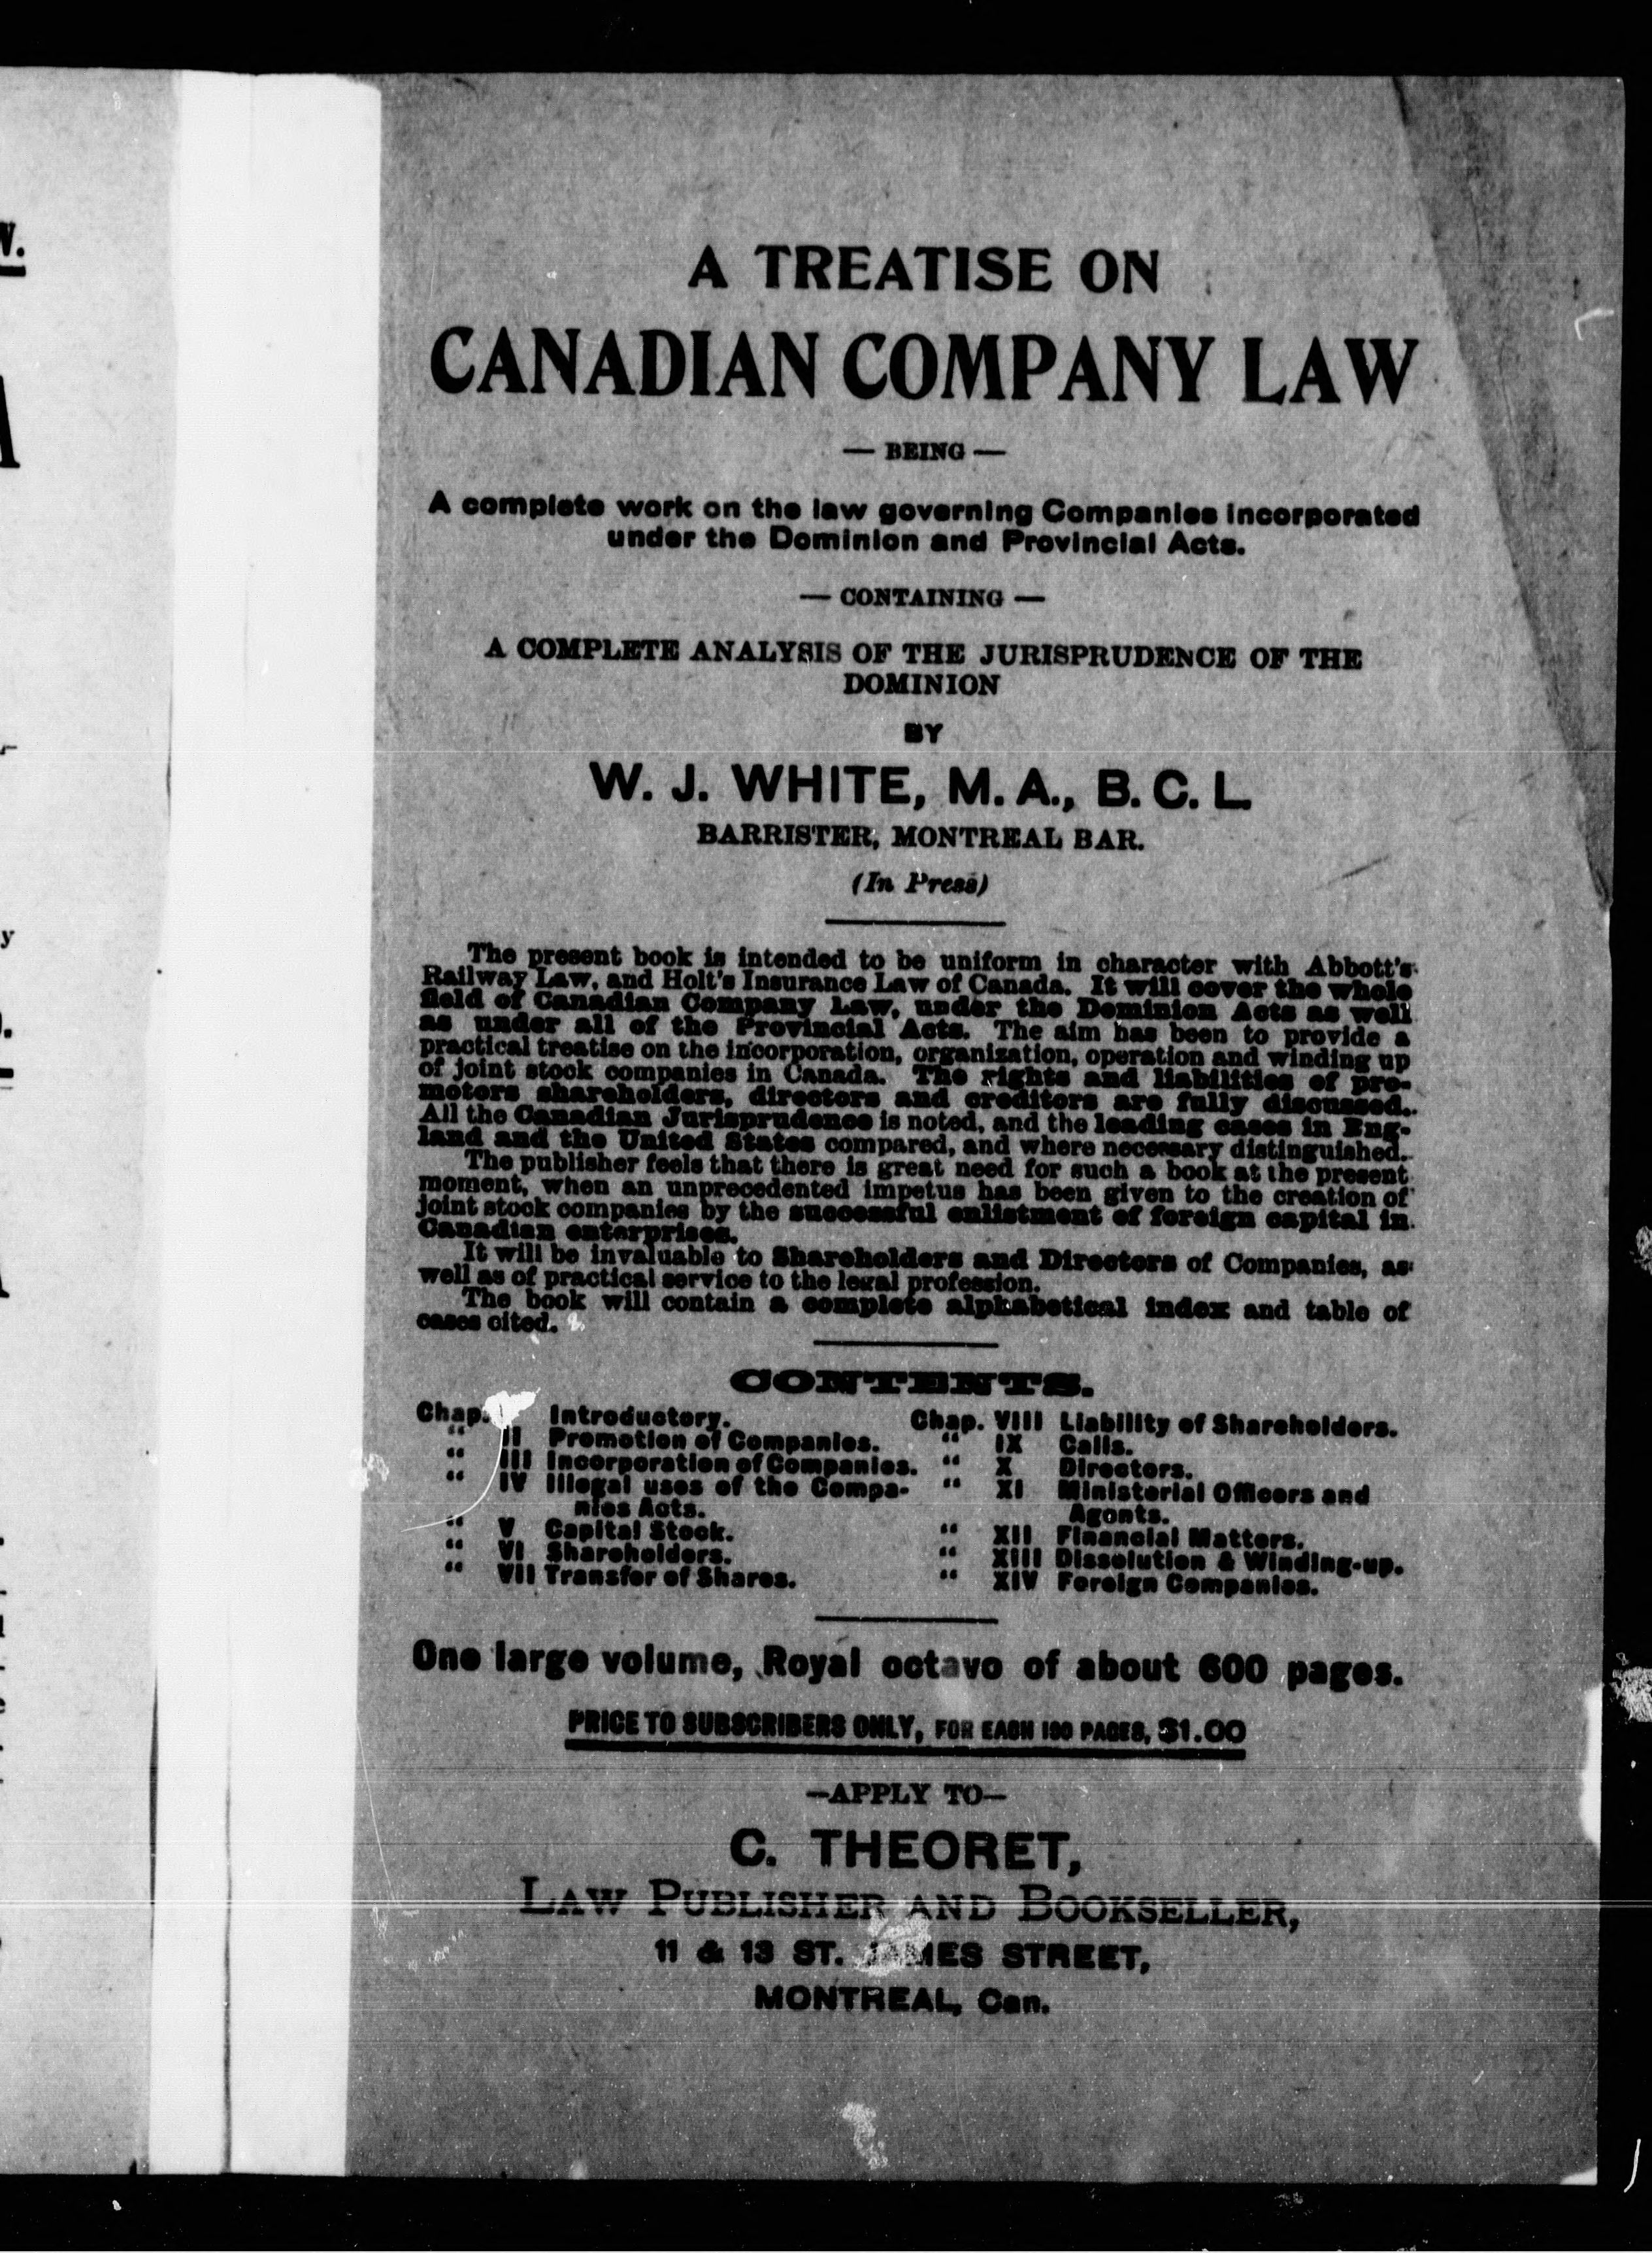 A TREATISE ON
CANADIAN COMPANY LAW
— BEING —
A complete work on the law governing Companies incorporated
under the Dominion and Provincial Acts.
— CONTAINING —
A COMPLETE ANALYSIS OF THE JURISPRUDENCE OF THE
DOMINION
BY
W. J. WHITE, M. A., B. C. L.
BARRISTER, MONTREAL BAR.
(In Press)
The present book is intended to be uniform in character with Abbott's
Railway Law, and Holt's Insurance Law of Canada. It will cover the whole
field of Canadian Company Law, under the Dominion Acts as well
as under all of the Provincial Acts. The aim has been to provide a
practical treatise on the incorporation, organization, operation and winding up
of joint stock companies in Canada. The rights and liabilities of pro-
moters shareholders, directors and creditors are fully discussed.
All the Canadian Jurisprudence is noted, and the leading cases in Eng-
land and the United States compared, and where necessary distinguished.
The publisher feels that there is great need for such a book at the present
moment, when an unprecedented impetus has been given to the creation of
joint stock companies by the successful enlistment of foreign capital in
Canadian enterprises.
It will be invaluable to Shareholders and Directors of Companies, as
well as of practical service to the legal profession.
The book will contain a complete alphabetical index and table of
cases cited.
CONTENTS.
Chap. I Introductory.
" II Promotion of Companies.
" III Incorporation of Companies.
" IV Illegal uses of the Compa-
nies Acts.
" V Capital Stock.
" VI Shareholders.
" VII Transfer of Shares.
Chap. VIII Liability of Shareholders.
" IX Calls.
" X Directors.
" XI Ministerial Officers and
Agents.
" XII Financial Matters.
" XIII Dissolution & Winding-up.
" XIV Foreign Companies.
One large volume, Royal octavo of about 600 pages.
PRICE TO SUBSCRIBERS ONLY, FOR EACH 100 PAGES, $1.00
—APPLY TO—
C. THEORET,
LAW PUBLISHER AND BOOKSELLER,
11 & 13 ST. JAMES STREET,
MONTREAL, Can.